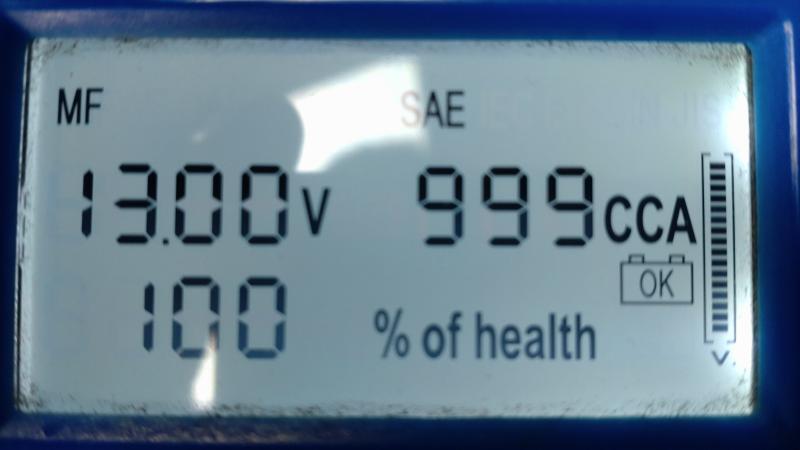 MF SAE
13.00V 999CCA
OK
100 % of health